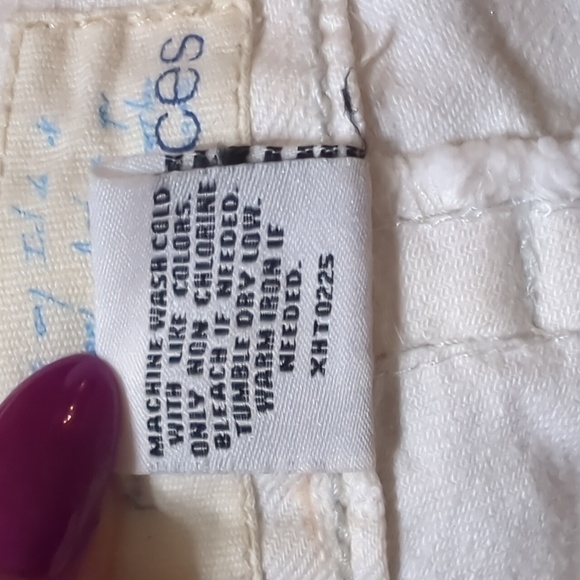 ces
MACHINE WASH COLD
WITH LIKE COLORS.
ONLY NON CHLORINE
BLEACH IF NEEDED.
TUMBLE DRY LOW.
WARM IRON IF
NEEDED.
XHT0225